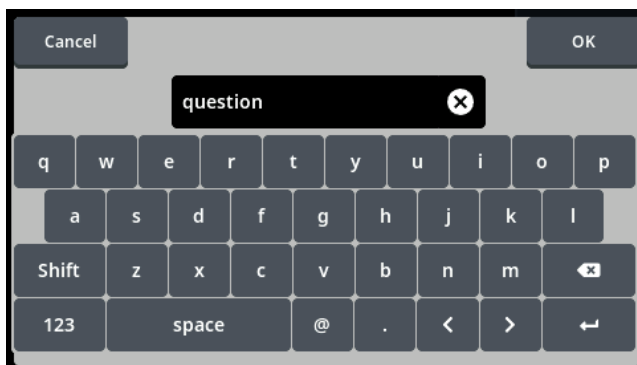 Cancel OK
question
q w e r t y u i o p
a s d f g h j k l
Shift z x c v b n m
123 space @ . < >